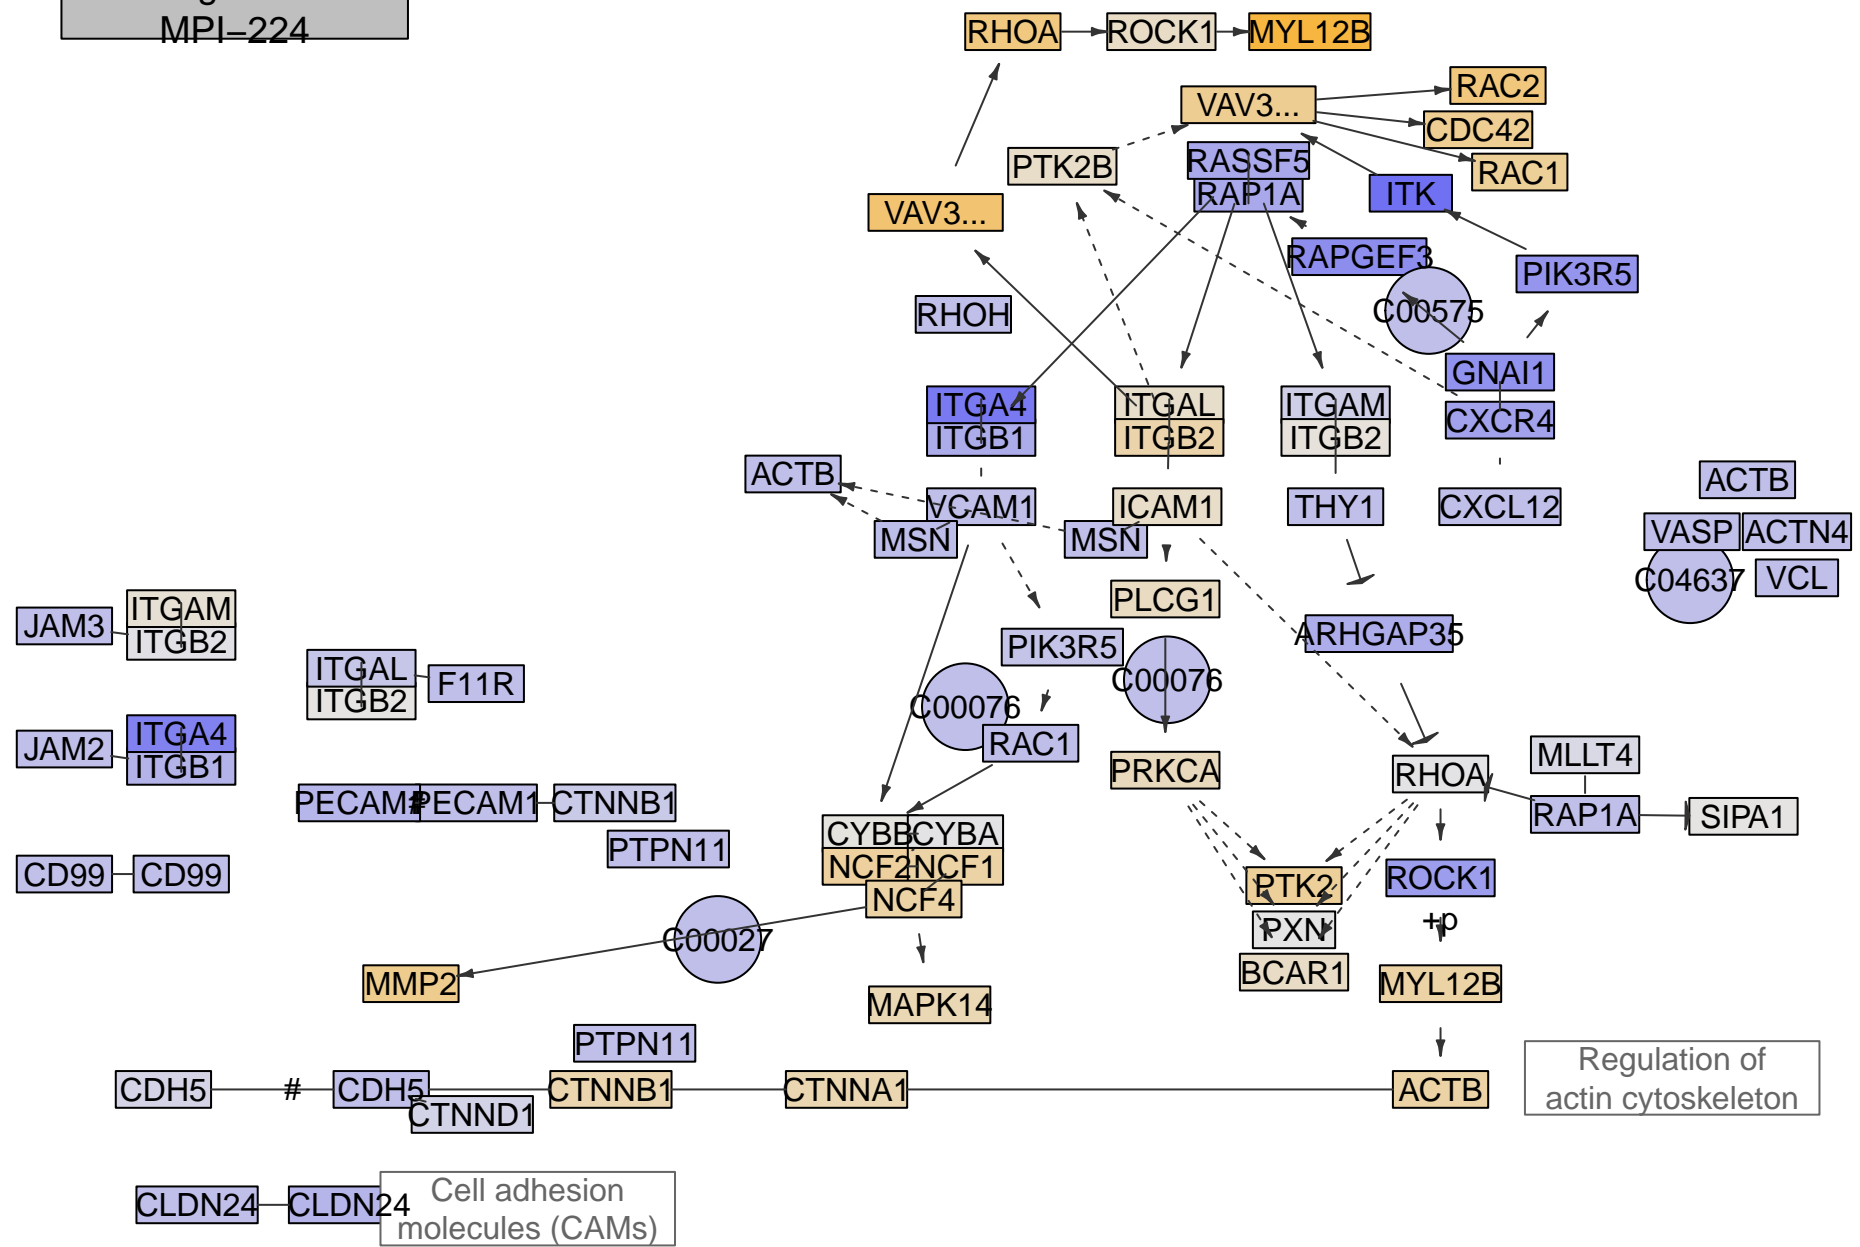 MPI−224
RHOA
ROCK1
MYL12B
RAC2
VAV3...
CDC42
RAC1
PTK2B
RASSF5
RAP1A
ITK
VAV3...
RAPGEF3
PIK3R5
RHOH
C00575
GNAI1
ITGA4
ITGAL
ITGAM
CXCR4
ITGB1
ITGB2
ITGB2
ACTB
ACTB
VCAM1
ICAM1
THY1
CXCL12
MSN
MSN
VASP
ACTN4
C04637
VCL
PLCG1
JAM3
ITGAM
ITGB2
ARHGAP35
PIK3R5
ITGAL
F11R
ITGB2
C00076
C00076
ITGA4
JAM2
ITGB1
RAC1
PRKCA
RHOA
MLLT4
PECAM1
#
PECAM1
CTNNB1
RAP1A
SIPA1
CYBB
CYBA
PTPN11
NCF2
NCF1
CD99
CD99
NCF4
PTK2
ROCK1
PXN
+p
C00027
BCAR1
MMP2
MYL12B
MAPK14
PTPN11
CDH5
#
CDH5
CTNNB1
CTNNA1
ACTB
CTNND1
Regulation of
actin cytoskeleton
CLDN24
CLDN24
Cell adhesion
molecules (CAMs)